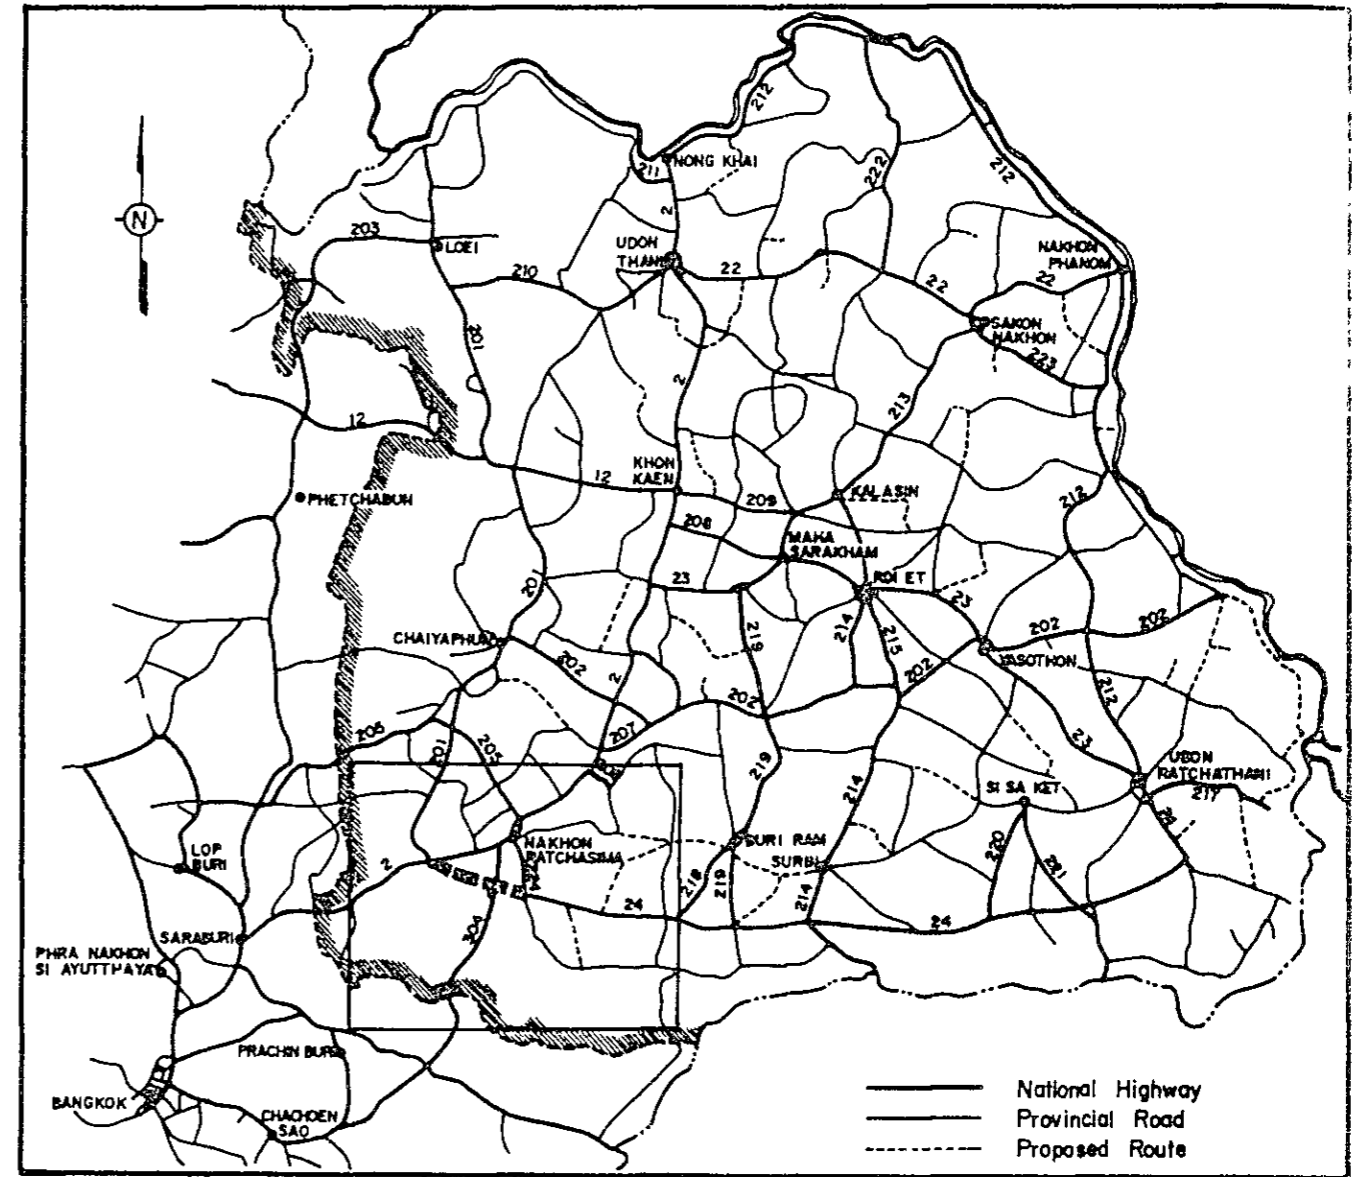 212
NONG KHAI
211
222
212
2
203
LOEI
UDON
THANI
NAKHON
PHANOM
N
210
22
22
22
201
SAKON
NAKHON
223
2
12
213
KHON
KAEN
12
PHETCHABUN
KALASIN
209
212
208
MAHA
SARAKHAM
23
ROI ET
201
23
CHAIYAPHUM
214
215
219
202
202
YASOTHON
202
202
2
212
202
207
205
201
205
23
219
UBON
RATCHATHANI
214
SI SA KET
217
NAKHON
RATCHASIMA
BURI RAM
LOP
BURI
2
SURIN
220
221
224
218
219
24
214
24
304
SARABURI
PHRA NAKHON
SI AYUTTHAYA
PRACHIN BURI
BANGKOK
CHACHOEN
SAO
National Highway
Provincial Road
Proposed Route